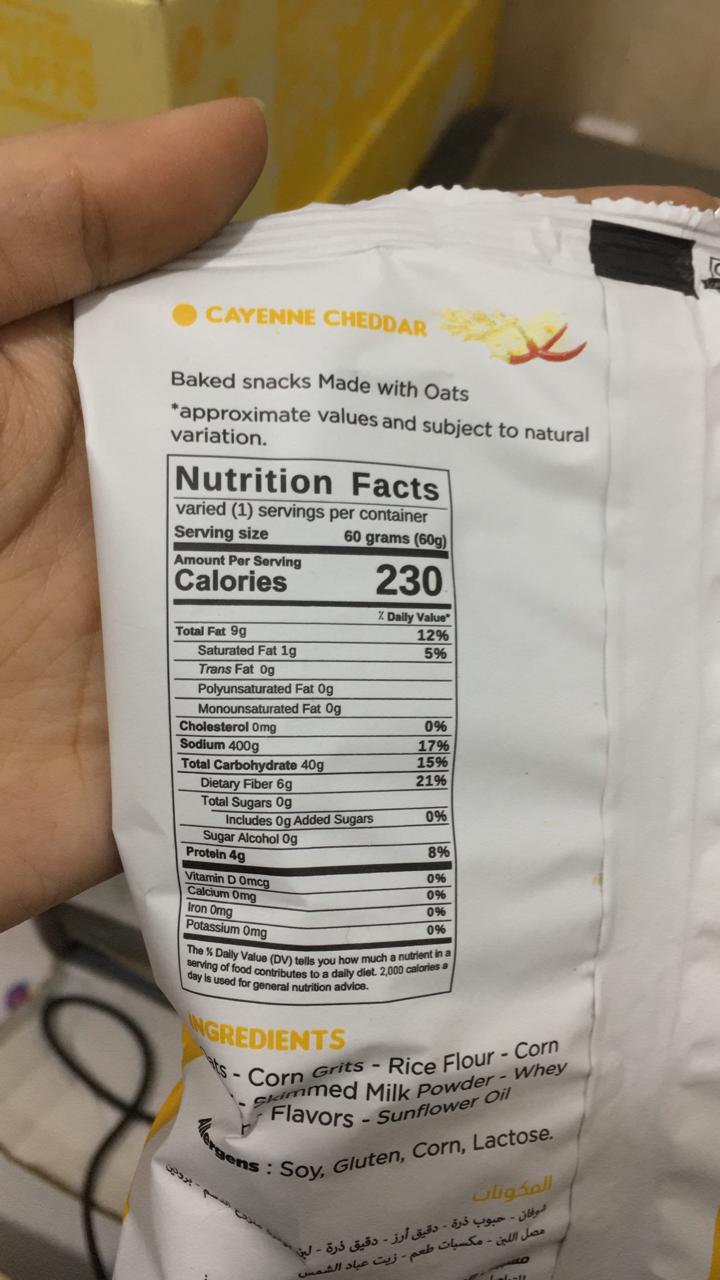 UFFS
CAYENNE CHEDDAR
Baked snacks Made with Oats
*approximate values and subject to natural
variation.
Nutrition Facts
varied (1) servings per container
Serving size 60 grams (60g)
Amount Per Serving
Calories 230
% Daily Value*
Total Fat 9g 12%
Saturated Fat 1g 5%
Trans Fat 0g
Polyunsaturated Fat 0g
Monounsaturated Fat 0g
Cholesterol 0mg 0%
Sodium 400g 17%
Total Carbohydrate 40g 15%
Dietary Fiber 6g 21%
Total Sugars 0g
Includes 0g Added Sugars 0%
Sugar Alcohol 0g
Protein 4g 8%
Vitamin D 0mcg 0%
Calcium 0mg 0%
Iron 0mg 0%
Potassium 0mg 0%
The % Daily Value (DV) tells you how much a nutrient in a
serving of food contributes to a daily diet. 2,000 calories a
day is used for general nutrition advice.
INGREDIENTS
- Corn Grits - Rice Flour - Corn
- Skimmed Milk Powder - Whey
- Flavors - Sunflower Oil
Allergens : Soy, Gluten, Corn, Lactose.
المكونات
شوفان - حبوب ذرة - دقيق أرز - دقيق ذرة -
مصل اللبن - مكسبات طعم - زيت عباد الشمس